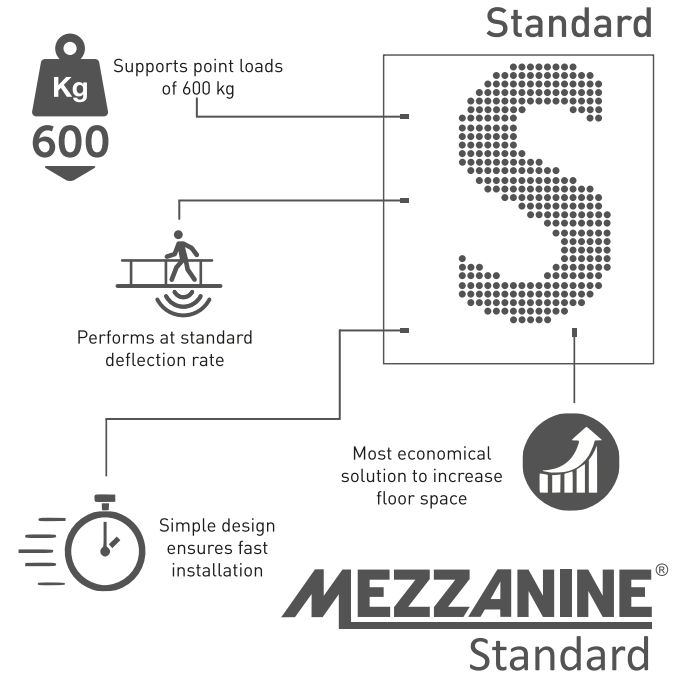 Standard
Supports point loads
of 600 kg
Kg
600
S
Performs at standard
deflection rate
Most economical
solution to increase
floor space
Simple design
ensures fast
installation
MEZZANINE®
Standard